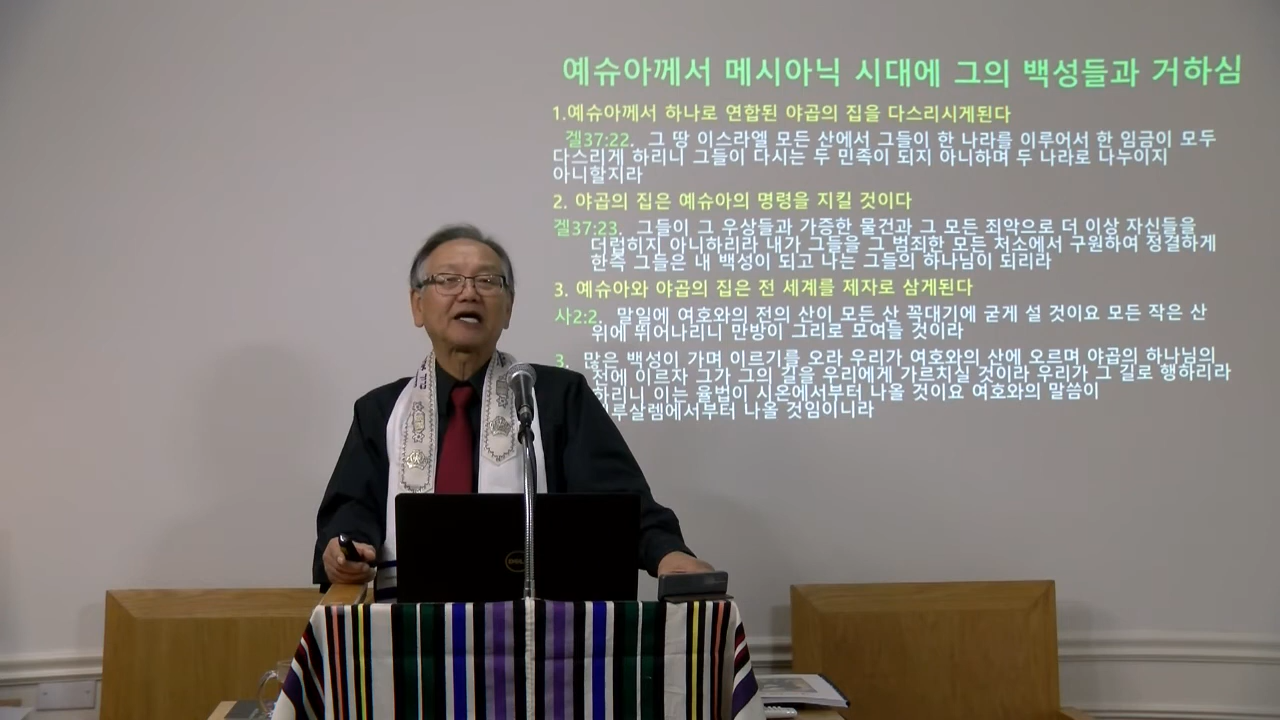 예슈아께서 메시아닉 시대에 그의 백성들과 거하심
1.예슈아께서 하나로 연합된 야곱의 집을 다스리시게된다
겔37:22. 그 땅 이스라엘 모든 산에서 그들이 한 나라를 이루어서 한 임금이 모두
다스리게 하리니 그들이 다시는 두 민족이 되지 아니하며 두 나라로 나누이지
아니할지라
2. 야곱의 집은 예슈아의 명령을 지킬 것이다
겔37:23. 그들이 그 우상들과 가증한 물건과 그 모든 죄악으로 더 이상 자신들을
더럽히지 아니하리라 내가 그들을 그 범죄한 모든 처소에서 구원하여 정결하게
한즉 그들은 내 백성이 되고 나는 그들의 하나님이 되리라
3. 예슈아와 야곱의 집은 전 세계를 제자로 삼게된다
사2:2. 말일에 여호와의 전의 산이 모든 산 꼭대기에 굳게 설 것이요 모든 작은 산
위에 뛰어나리니 만방이 그리로 모여들 것이라
3. 많은 백성이 가며 이르기를 오라 우리가 여호와의 산에 오르며 야곱의 하나님의
전에 이르자 그가 그의 길을 우리에게 가르치실 것이라 우리가 그 길로 행하리라
하리니 이는 율법이 시온에서부터 나올 것이요 여호와의 말씀이
루살렘에서부터 나올 것임이니라
DELL